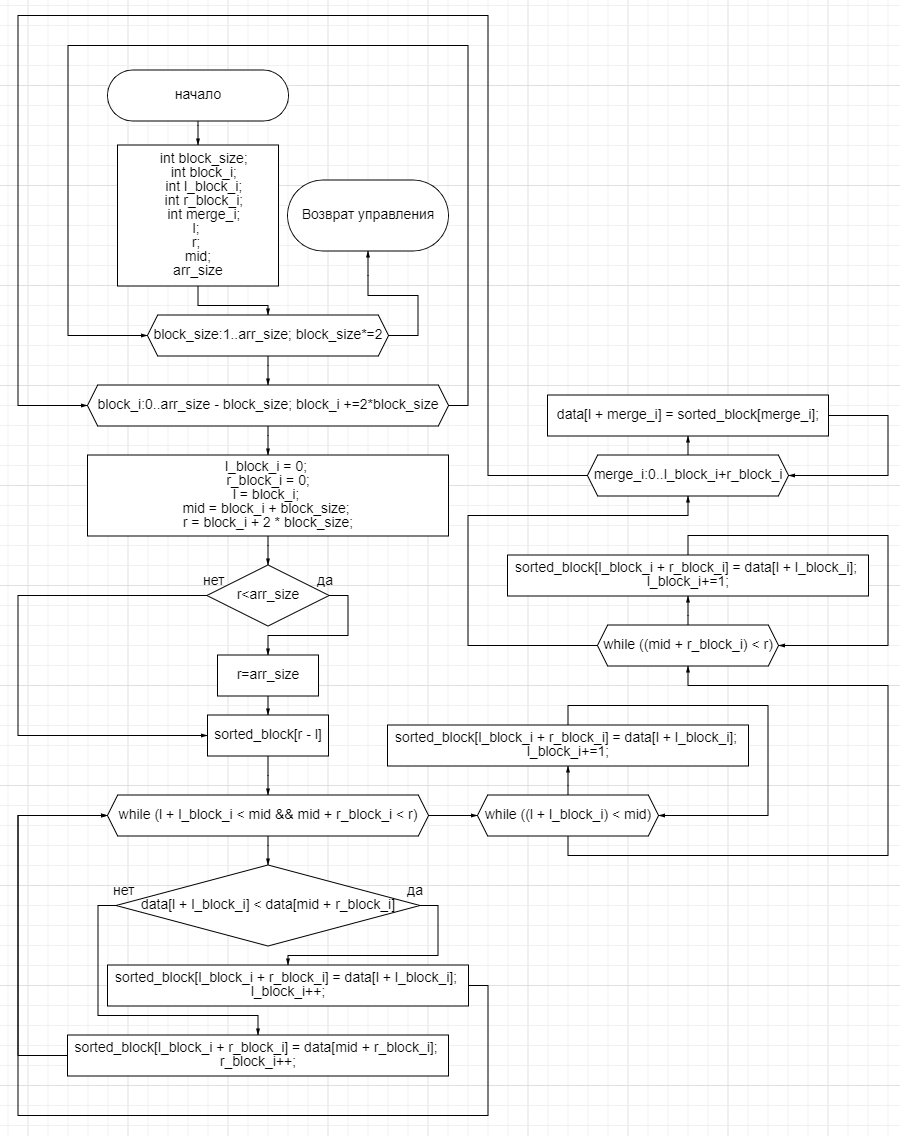 начало
int block_size;
int block_i;
int l_block_i;
int r_block_i;
int merge_i;
l;
r;
mid;
arr_size
Возврат управления
block_size:1..arr_size; block_size*=2
block_i:0..arr_size - block_size; block_i +=2*block_size
l_block_i = 0;
r_block_i = 0;
l = block_i;
mid = block_i + block_size;
r = block_i + 2 * block_size;
нет
да
r<arr_size
r=arr_size
sorted_block[r - l]
while (l + l_block_i < mid && mid + r_block_i < r)
нет
да
data[l + l_block_i] < data[mid + r_block_i]
sorted_block[l_block_i + r_block_i] = data[l + l_block_i];
l_block_i++;
sorted_block[l_block_i + r_block_i] = data[mid + r_block_i];
r_block_i++;
sorted_block[l_block_i + r_block_i] = data[l + l_block_i];
l_block_i+=1;
while ((l + l_block_i) < mid)
data[l + merge_i] = sorted_block[merge_i];
merge_i:0..l_block_i+r_block_i
sorted_block[l_block_i + r_block_i] = data[l + l_block_i];
l_block_i+=1;
while ((mid + r_block_i) < r)